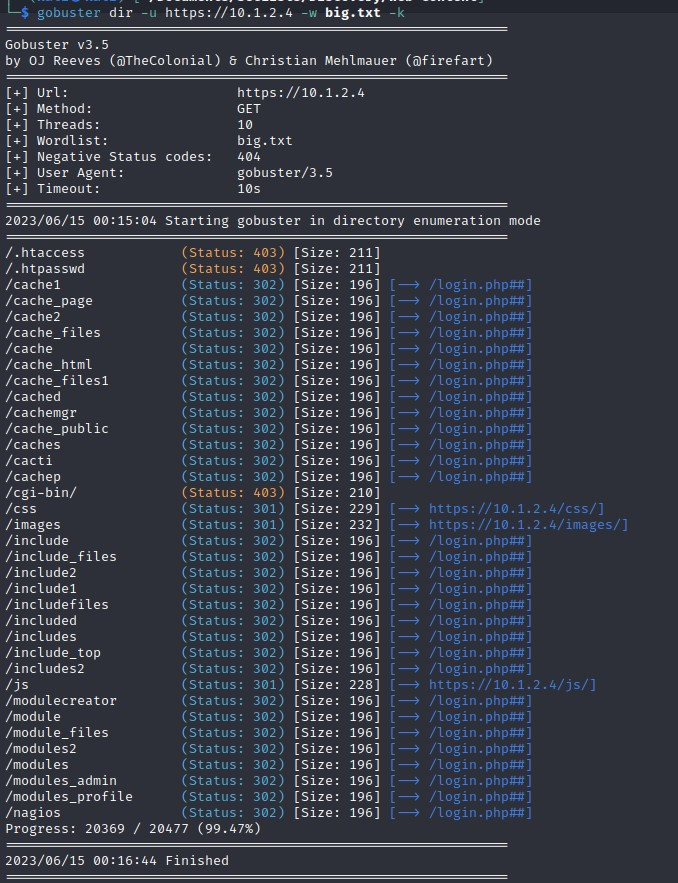 $ gobuster dir -u https://10.1.2.4 -w big.txt -k
Gobuster v3.5
by OJ Reeves (@TheColonial) & Christian Mehlmauer (@firefart)
[+] Url: https://10.1.2.4
[+] Method: GET
[+] Threads: 10
[+] Wordlist: big.txt
[+] Negative Status codes: 404
[+] User Agent: gobuster/3.5
[+] Timeout: 10s
2023/06/15 00:15:04 Starting gobuster in directory enumeration mode
/.htaccess (Status: 403) [Size: 211]
/.htpasswd (Status: 403) [Size: 211]
/cache1 (Status: 302) [Size: 196] [--> /login.php##]
/cache_page (Status: 302) [Size: 196] [--> /login.php##]
/cache2 (Status: 302) [Size: 196] [--> /login.php##]
/cache_files (Status: 302) [Size: 196] [--> /login.php##]
/cache (Status: 302) [Size: 196] [--> /login.php##]
/cache_html (Status: 302) [Size: 196] [--> /login.php##]
/cache_files1 (Status: 302) [Size: 196] [--> /login.php##]
/cached (Status: 302) [Size: 196] [--> /login.php##]
/cachemgr (Status: 302) [Size: 196] [--> /login.php##]
/cache_public (Status: 302) [Size: 196] [--> /login.php##]
/caches (Status: 302) [Size: 196] [--> /login.php##]
/cacti (Status: 302) [Size: 196] [--> /login.php##]
/cachep (Status: 302) [Size: 196] [--> /login.php##]
/cgi-bin/ (Status: 403) [Size: 210]
/css (Status: 301) [Size: 229] [--> https://10.1.2.4/css/]
/images (Status: 301) [Size: 232] [--> https://10.1.2.4/images/]
/include (Status: 302) [Size: 196] [--> /login.php##]
/include_files (Status: 302) [Size: 196] [--> /login.php##]
/include2 (Status: 302) [Size: 196] [--> /login.php##]
/include1 (Status: 302) [Size: 196] [--> /login.php##]
/includefiles (Status: 302) [Size: 196] [--> /login.php##]
/included (Status: 302) [Size: 196] [--> /login.php##]
/includes (Status: 302) [Size: 196] [--> /login.php##]
/include_top (Status: 302) [Size: 196] [--> /login.php##]
/includes2 (Status: 302) [Size: 196] [--> /login.php##]
/js (Status: 301) [Size: 228] [--> https://10.1.2.4/js/]
/modulecreator (Status: 302) [Size: 196] [--> /login.php##]
/module (Status: 302) [Size: 196] [--> /login.php##]
/module_files (Status: 302) [Size: 196] [--> /login.php##]
/modules2 (Status: 302) [Size: 196] [--> /login.php##]
/modules (Status: 302) [Size: 196] [--> /login.php##]
/modules_admin (Status: 302) [Size: 196] [--> /login.php##]
/modules_profile (Status: 302) [Size: 196] [--> /login.php##]
/nagios (Status: 302) [Size: 196] [--> /login.php##]
Progress: 20369 / 20477 (99.47%)
2023/06/15 00:16:44 Finished